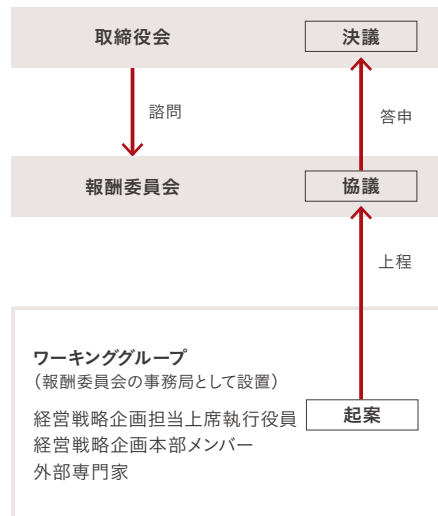 取締役会 決議
諮問 答申
報酬委員会 協議
上程
ワーキンググループ
（報酬委員会の事務局として設置）
経営戦略企画担当上席執行役員 起案
経営戦略企画本部メンバー
外部専門家